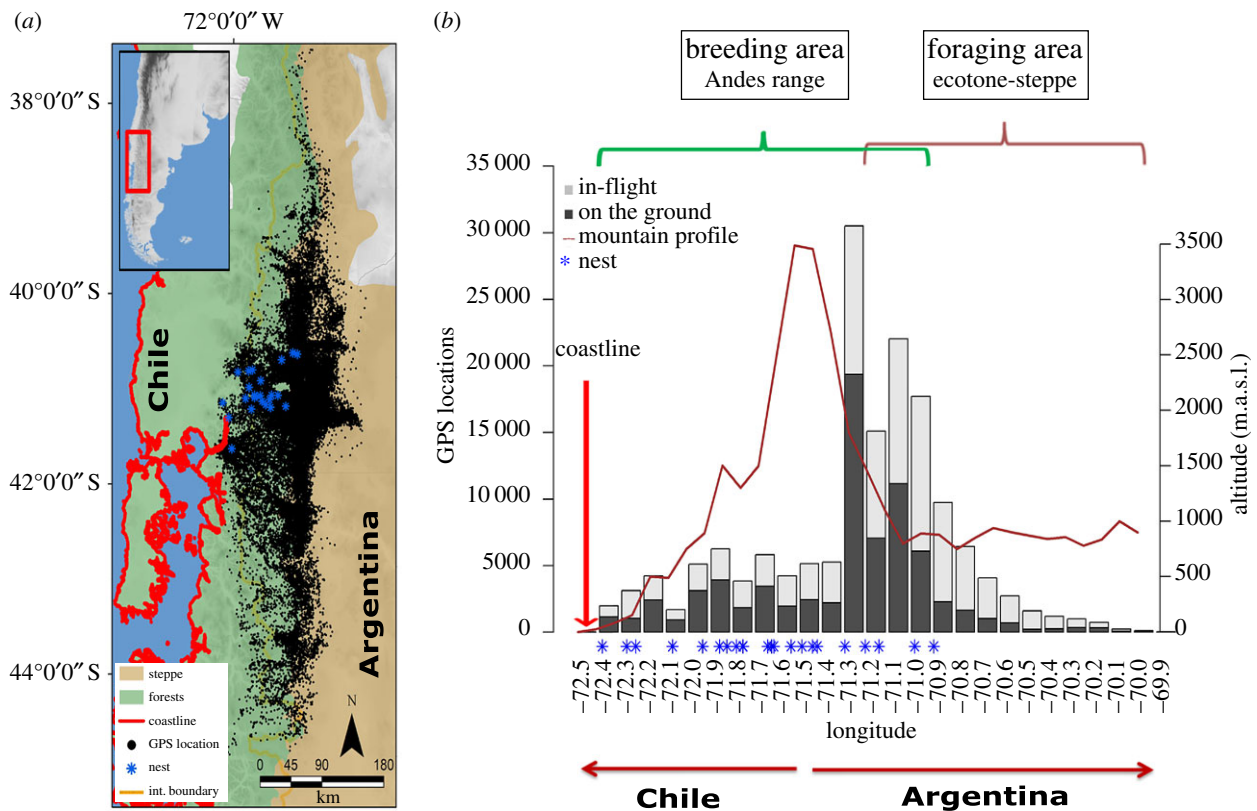 (a)
72°0′0″ W
38°0′0″ S
40°0′0″ S
42°0′0″ S
44°0′0″ S
Chile
Argentina
steppe
forests
coastline
GPS location
nest
int. boundary
N
0 45 90 180
km
(b)
breeding area
Andes range
foraging area
ecotone-steppe
in-flight
on the ground
mountain profile
nest
coastline
GPS locations
35 000
30 000
25 000
20 000
15 000
10 000
5000
0
altitude (m.a.s.l.)
3500
3000
2500
2000
1500
1000
500
0
–72.5
–72.4
–72.3
–72.2
–72.1
–72.0
–71.9
–71.8
–71.7
–71.6
–71.5
–71.4
–71.3
–71.2
–71.1
–71.0
–70.9
–70.8
–70.7
–70.6
–70.5
–70.4
–70.3
–70.2
–70.1
–70.0
–69.9
longitude
Chile
Argentina